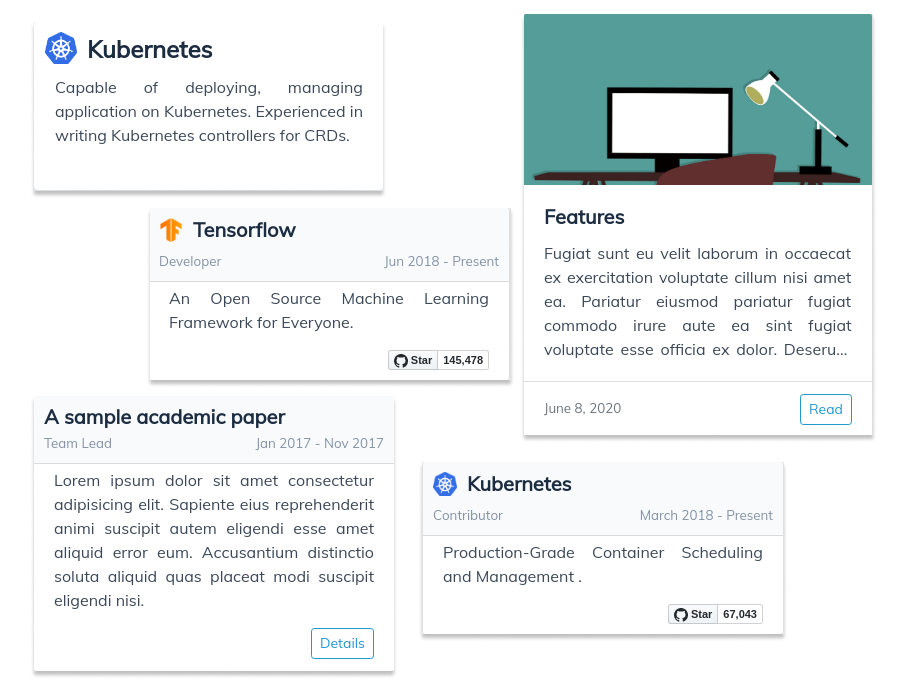 Kubernetes
Capable of deploying, managing
application on Kubernetes. Experienced in
writing Kubernetes controllers for CRDs.
Tensorflow
Developer
Jun 2018 - Present
An Open Source Machine Learning
Framework for Everyone.
Star 145,478
Features
Fugiat sunt eu velit laborum in occaecat
ex exercitation voluptate cillum nisi amet
ea. Pariatur eiusmod pariatur fugiat
commodo irure aute ea sint fugiat
voluptate esse officia ex dolor. Deseru...
June 8, 2020
Read
A sample academic paper
Team Lead
Jan 2017 - Nov 2017
Lorem ipsum dolor sit amet consectetur
adipisicing elit. Sapiente eius reprehenderit
animi suscipit autem eligendi esse amet
aliquid error eum. Accusantium distinctio
soluta aliquid quas placeat modi suscipit
eligendi nisi.
Details
Kubernetes
Contributor
March 2018 - Present
Production-Grade Container Scheduling
and Management .
Star 67,043